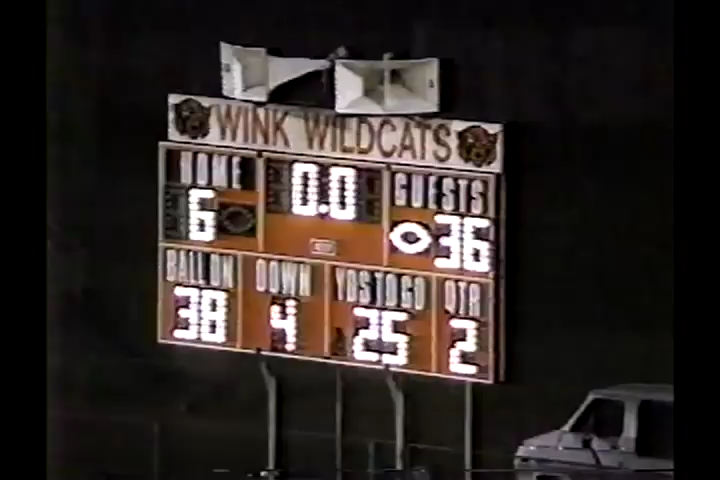 WINK WILDCATS
HOME 0.0 GUESTS
6 36
BALL ON DOWN YDS TO GO QTR
38 4 25 2